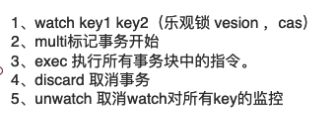 1、watch key1 key2（乐观锁 vesion ，cas）
2、multi标记事务开始
3、exec 执行所有事务块中的指令。
4、discard 取消事务
5、unwatch 取消watch对所有key的监控